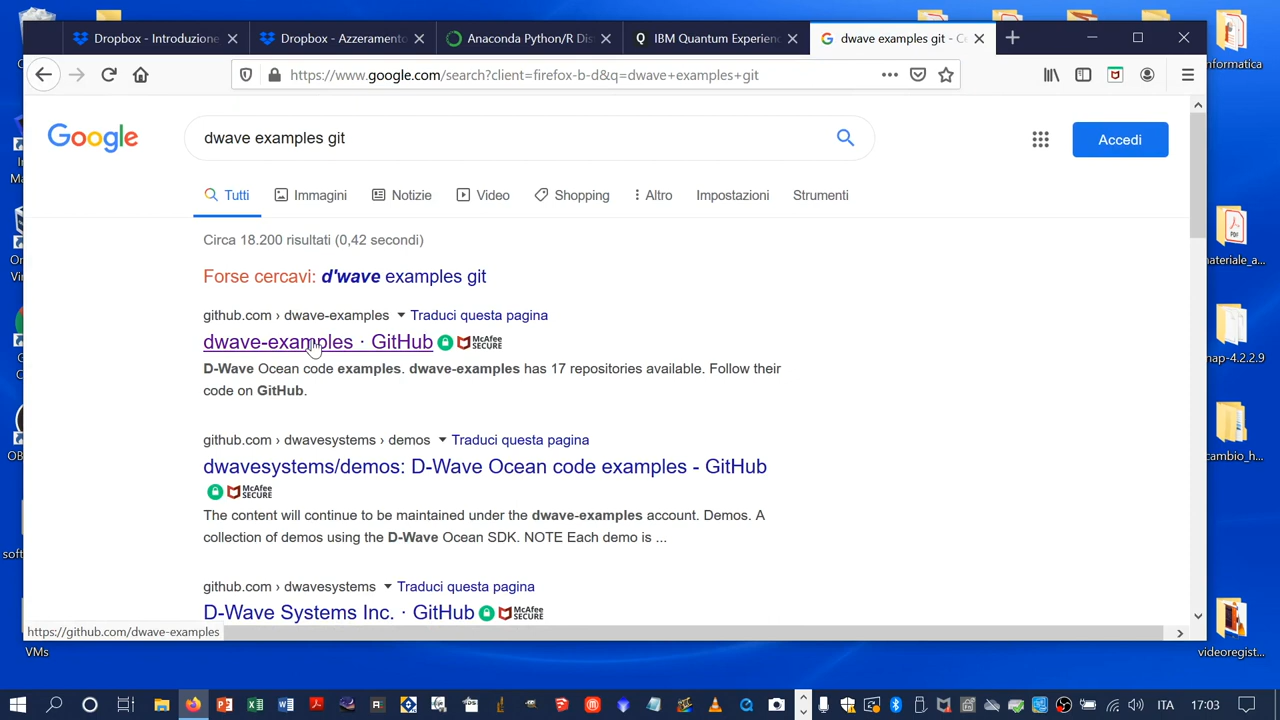 Dropbox - Introduzione
Dropbox - Azzeramento
Anaconda Python/R Dis
IBM Quantum Experienc
dwave examples git - Ce
https://www.google.com/search?client=firefox-b-d&q=dwave+examples+git
Google
dwave examples git
Accedi
Tutti
Immagini
Notizie
Video
Shopping
Altro
Impostazioni
Strumenti
Circa 18.200 risultati (0,42 secondi)
Forse cercavi: d'wave examples git
github.com › dwave-examples
Traduci questa pagina
dwave-examples · GitHub
McAfee SECURE
D-Wave Ocean code examples. dwave-examples has 17 repositories available. Follow their
code on GitHub.
github.com › dwavesystems › demos
Traduci questa pagina
dwavesystems/demos: D-Wave Ocean code examples - GitHub
McAfee SECURE
The content will continue to be maintained under the dwave-examples account. Demos. A
collection of demos using the D-Wave Ocean SDK. NOTE Each demo is ...
github.com › dwavesystems
Traduci questa pagina
D-Wave Systems Inc. · GitHub
McAfee SECURE
https://github.com/dwave-examples
VMs
informatica
PDF
materiale_a...
map-4.2.2.9
scambio_h...
videoregist...
ITA
17:03